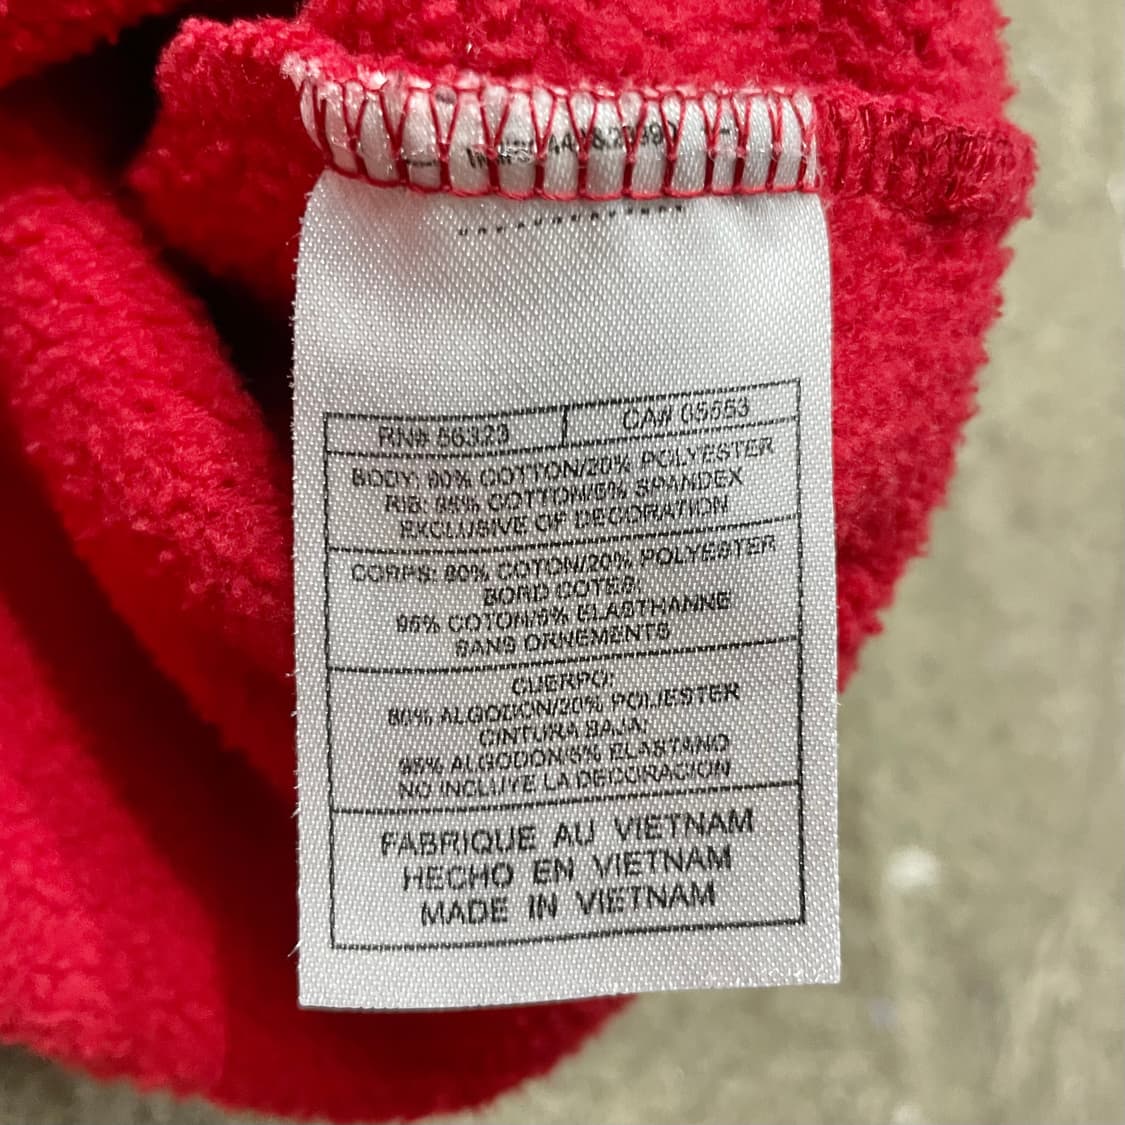 RN# 56323 CA# 05553
BODY: 80% COTTON/20% POLYESTER
RIB: 95% COTTON/5% SPANDEX
EXCLUSIVE OF DECORATION
CORPS: 80% COTON/20% POLYESTER
BORD COTES:
95% COTON/5% ELASTHANNE
SANS ORNEMENTS
CUERPO:
80% ALGODON/20% POLIESTER
CINTURA BAJA:
95% ALGODON/5% ELASTANO
NO INCLUYE LA DECORACION
FABRIQUE AU VIETNAM
HECHO EN VIETNAM
MADE IN VIETNAM